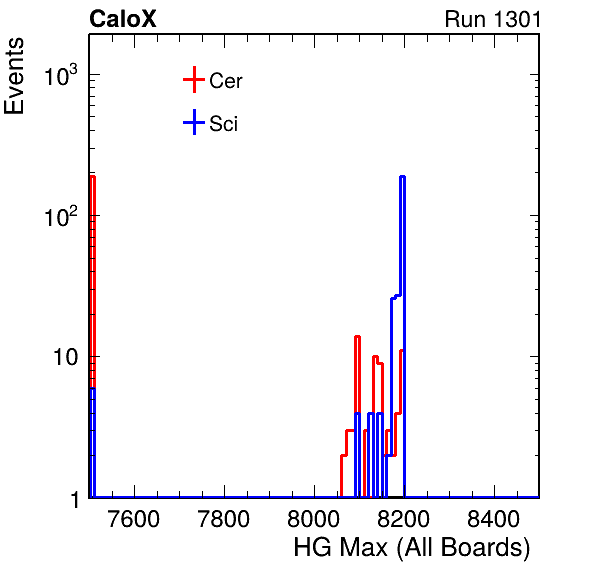 CaloX Run 1301
Events
10³
10²
10
1
Cer
Sci
7600 7800 8000 8200 8400
HG Max (All Boards)